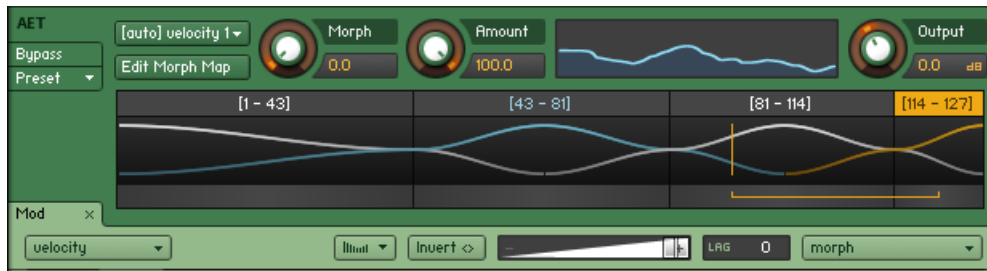 AET
[auto] velocity 1
Morph
Amount
Output
Bypass
Edit Morph Map
0.0
100.0
0.0 dB
Preset
[1 - 43]
[43 - 81]
[81 - 114]
[114 - 127]
Mod ×
velocity
Invert <>
- +
LAG 0
morph